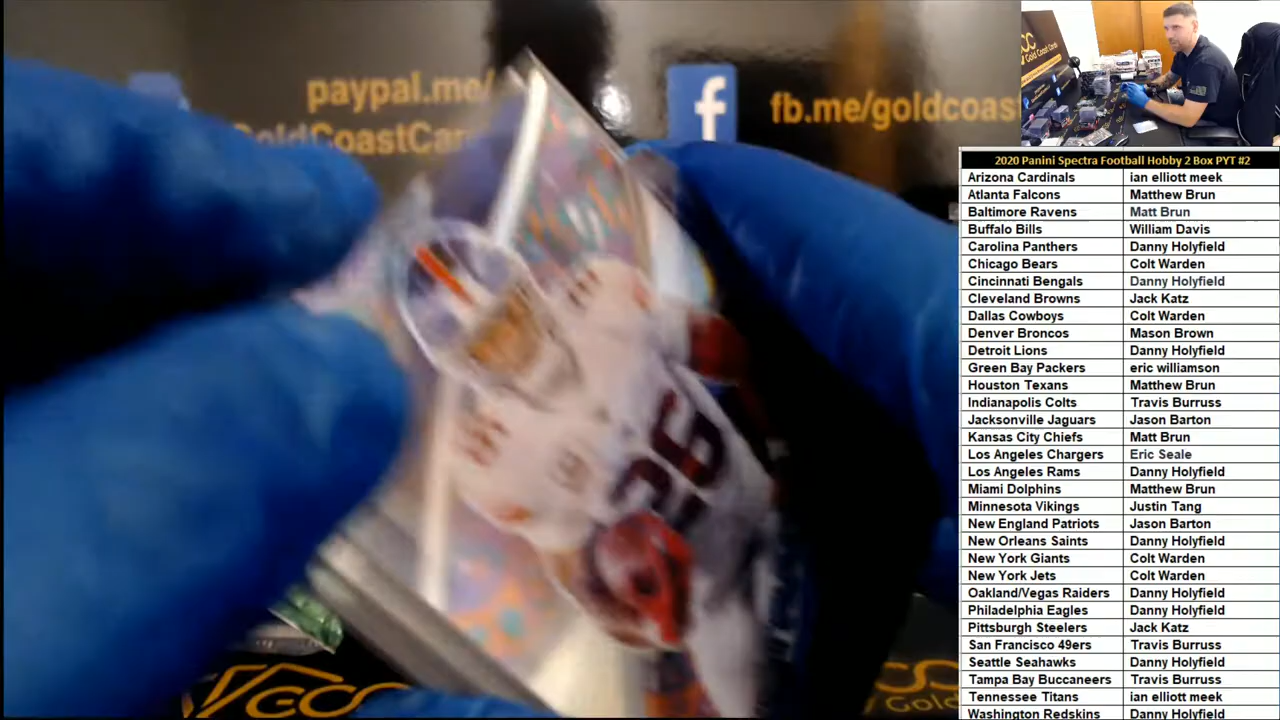 paypal.me/
GoldCoastCar
fb.me/goldcoast
f
CC
Gold Coast Cards
GCC
Gold
2020 Panini Spectra Football Hobby 2 Box PYT #2
Arizona Cardinals ian elliott meek
Atlanta Falcons Matthew Brun
Baltimore Ravens Matt Brun
Buffalo Bills William Davis
Carolina Panthers Danny Holyfield
Chicago Bears Colt Warden
Cincinnati Bengals Danny Holyfield
Cleveland Browns Jack Katz
Dallas Cowboys Colt Warden
Denver Broncos Mason Brown
Detroit Lions Danny Holyfield
Green Bay Packers eric williamson
Houston Texans Matthew Brun
Indianapolis Colts Travis Burruss
Jacksonville Jaguars Jason Barton
Kansas City Chiefs Matt Brun
Los Angeles Chargers Eric Seale
Los Angeles Rams Danny Holyfield
Miami Dolphins Matthew Brun
Minnesota Vikings Justin Tang
New England Patriots Jason Barton
New Orleans Saints Danny Holyfield
New York Giants Colt Warden
New York Jets Colt Warden
Oakland/Vegas Raiders Danny Holyfield
Philadelphia Eagles Danny Holyfield
Pittsburgh Steelers Jack Katz
San Francisco 49ers Travis Burruss
Seattle Seahawks Danny Holyfield
Tampa Bay Buccaneers Travis Burruss
Tennessee Titans ian elliott meek
Washington Redskins Danny Holyfield